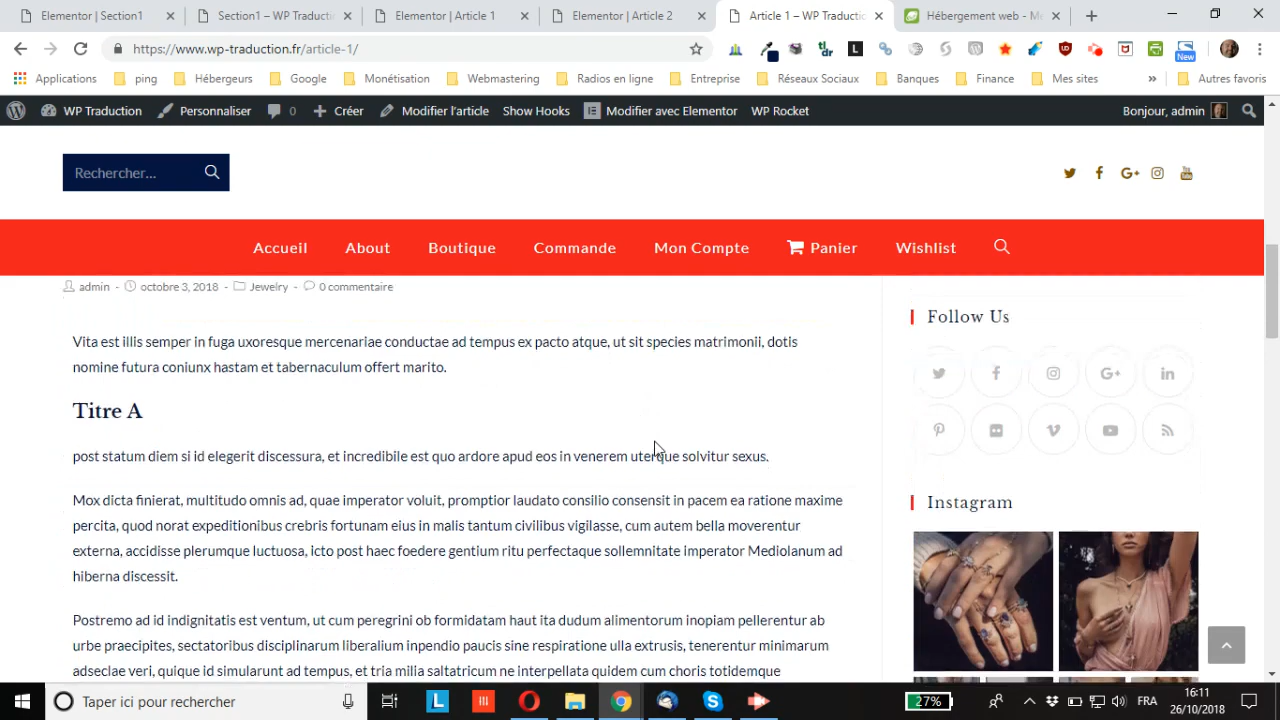 Elementor | Section1
Section1 – WP Traducti
Elementor | Article 1
Elementor | Article 2
Article 1 – WP Traductio
Hébergement web - Me
https://www.wp-traduction.fr/article-1/
tl;dr
L
New
Applications
ping
Hébergeurs
Google
Monétisation
Webmastering
Radios en ligne
Entreprise
Réseaux Sociaux
Banques
Finance
Mes sites
»
Autres favoris
WP Traduction
Personnaliser
0
Créer
Modifier l'article
Show Hooks
Modifier avec Elementor
WP Rocket
Bonjour, admin
Rechercher...
Accueil
About
Boutique
Commande
Mon Compte
Panier
Wishlist
admin - octobre 3, 2018 - Jewelry - 0 commentaire
Vita est illis semper in fuga uxoresque mercenariae conductae ad tempus ex pacto atque, ut sit species matrimonii, dotis
nomine futura coniunx hastam et tabernaculum offert marito.
Titre A
post statum diem si id elegerit discessura, et incredibile est quo ardore apud eos in venerem uterque solvitur sexus.
Mox dicta finierat, multitudo omnis ad, quae imperator voluit, promptior laudato consilio consensit in pacem ea ratione maxime
percita, quod norat expeditionibus crebris fortunam eius in malis tantum civilibus vigilasse, cum autem bella moverentur
externa, accidisse plerumque luctuosa, icto post haec foedere gentium ritu perfectaque sollemnitate imperator Mediolanum ad
hiberna discessit.
Postremo ad id indignitatis est ventum, ut cum peregrini ob formidatam haut ita dudum alimentorum inopiam pellerentur ab
urbe praecipites, sectatoribus disciplinarum liberalium inpendio paucis sine respiratione ulla extrusis, tenerentur minimarum
adseclae veri, quique id simularunt ad tempus, et tria milia saltatricum ne interpellata quidem cum choris totidemque
Follow Us
Instagram
Taper ici pour rechercher
L
27%
FRA
16:11
26/10/2018